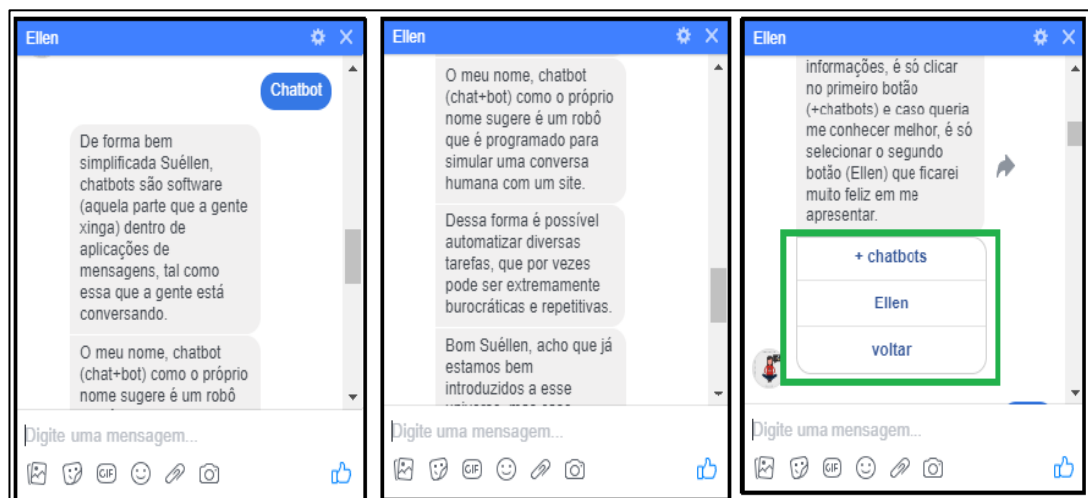 Ellen
Chatbot
De forma bem
simplificada Suéllen,
chatbots são software
(aquela parte que a gente
xinga) dentro de
aplicações de
mensagens, tal como
essa que a gente está
conversando.
O meu nome, chatbot
(chat+bot) como o próprio
nome sugere é um robô
Digite uma mensagem...
GIF
Ellen
O meu nome, chatbot
(chat+bot) como o próprio
nome sugere é um robô
que é programado para
simular uma conversa
humana com um site.
Dessa forma é possível
automatizar diversas
tarefas, que por vezes
pode ser extremamente
burocráticas e repetitivas.
Bom Suéllen, acho que já
estamos bem
introduzidos a esse
Digite uma mensagem...
GIF
Ellen
informações, é só clicar
no primeiro botão
(+chatbots) e caso queria
me conhecer melhor, é só
selecionar o segundo
botão (Ellen) que ficarei
muito feliz em me
apresentar.
+ chatbots
Ellen
voltar
Digite uma mensagem...
GIF